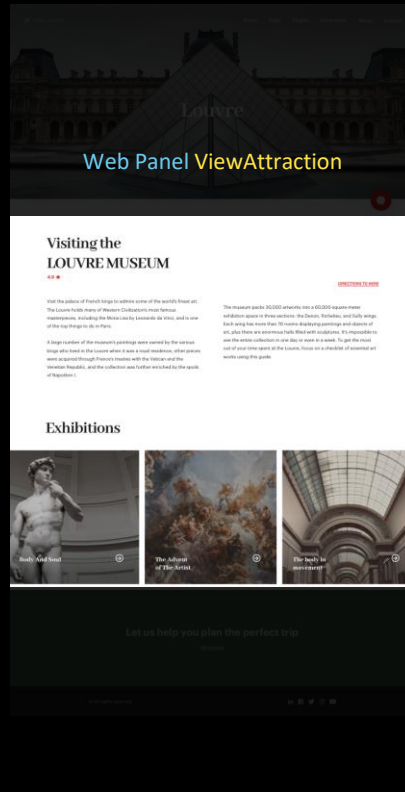 Louvre
Web Panel ViewAttraction
Visiting the
LOUVRE MUSEUM
DIRECTIONS TO HERE
Visit the palace of French kings to admire some of the world's finest art.
The Louvre holds many of Western Civilization's most famous
masterpieces, including the Mona Lisa by Leonardo da Vinci, and is one
of the top things to do in Paris.
A large number of the museum's paintings were owned by the various
kings who lived in the Louvre when it was a royal residence; other pieces
were acquired through France's treaties with the Vatican and the
Venetian Republic, and the collection was further enriched by the spoils
of Napoléon I.
The museum packs 30,000 artworks into a 60,000-square-meter
exhibition space in three sections: the Denon, Richelieu, and Sully wings.
Each wing has more than 70 rooms displaying paintings and objects of
art, plus there are enormous halls filled with sculptures. It's impossible to
see the entire collection in one day or even in a week. To get the most
out of your time spent at the Louvre, focus on a checklist of essential art
works using this guide.
Exhibitions
Body And Soul
The Advent
of The Artist
The body in
movement
Let us help you plan the perfect trip